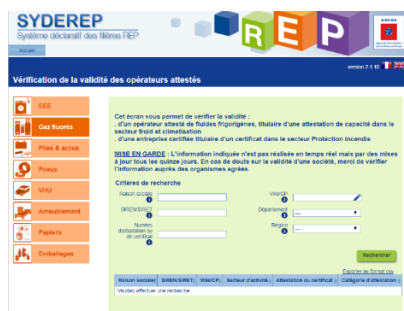 SYDEREP
Système déclaratif des filières REP
REP
ADEME
Accueil
version 2.1.10
Vérification de la validité des opérateurs attestés
EEE
Gaz fluorés
Piles & accus
Pneus
VHU
Ameublement
Papiers
Emballages
Cet écran vous permet de vérifier la validité :
. d'un opérateur attesté de fluides frigorigènes, titulaire d'une attestation de capacité dans le
secteur froid et climatisation
. d'une entreprise certifiée titulaire d'un certificat dans le secteur Protection Incendie
MISE EN GARDE : L'information indiquée n'est pas réalisée en temps réel mais par des mises
à jour tous les quinze jours. En cas de doute sur la validité d'une société, merci de vérifier
l'information auprès des organismes agréés.
Critères de recherche
Raison sociale
Ville/CP
SIREN/SIRET
Département
---
Numéro
d'attestation ou
de certificat
Région
---
Rechercher
Exporter au format csv
Raison sociale SIREN/SIRET Ville/CP Secteur d'activité Attestation ou certificat Catégorie d'attestation
Veuillez effectuer une recherche